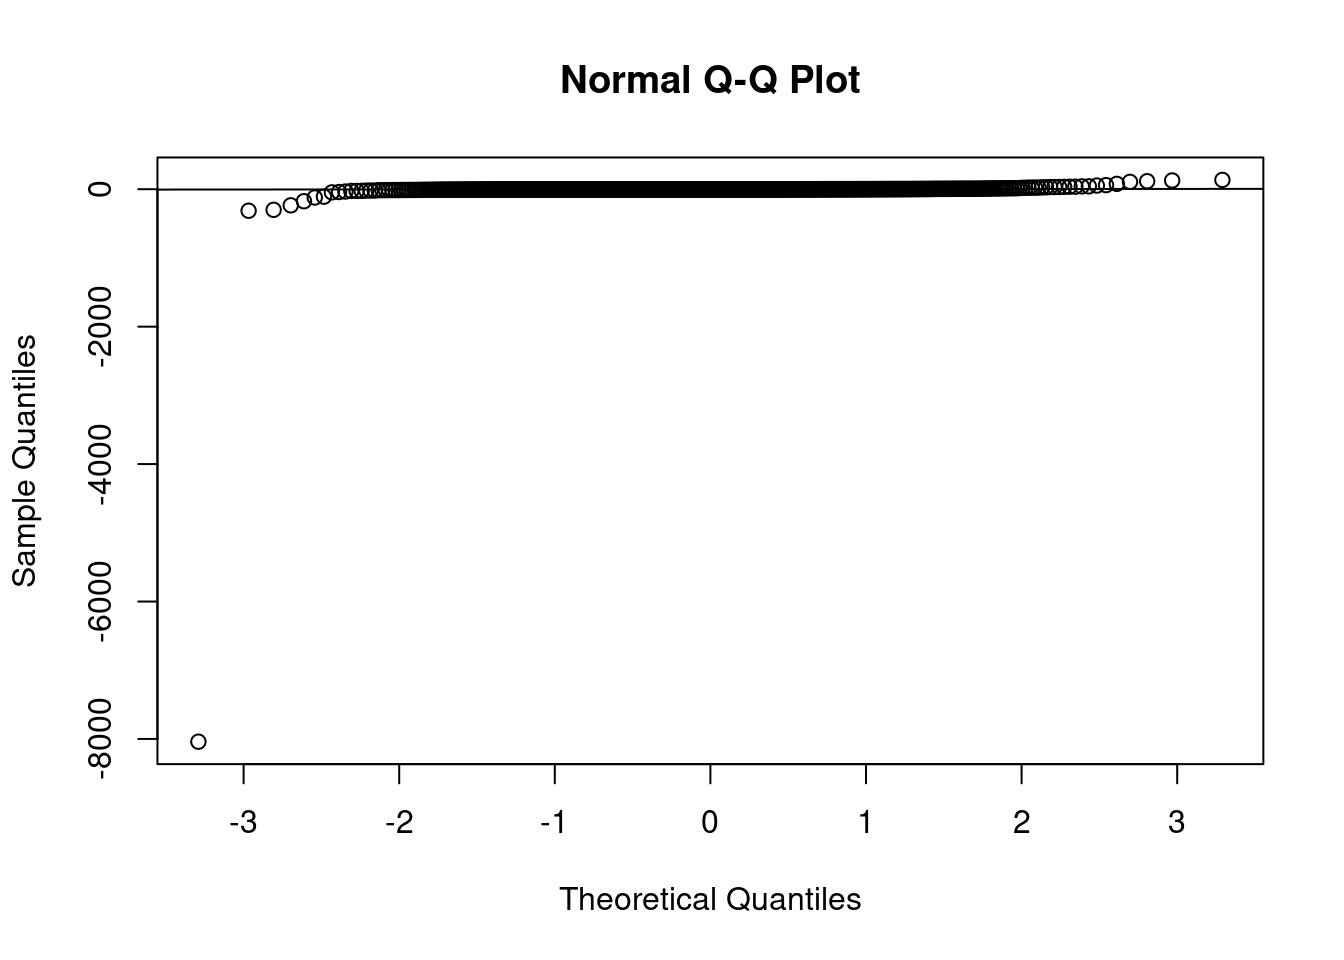 Normal Q-Q Plot
Sample Quantiles
0
-2000
-4000
-6000
-8000
-3 -2 -1 0 1 2 3
Theoretical Quantiles